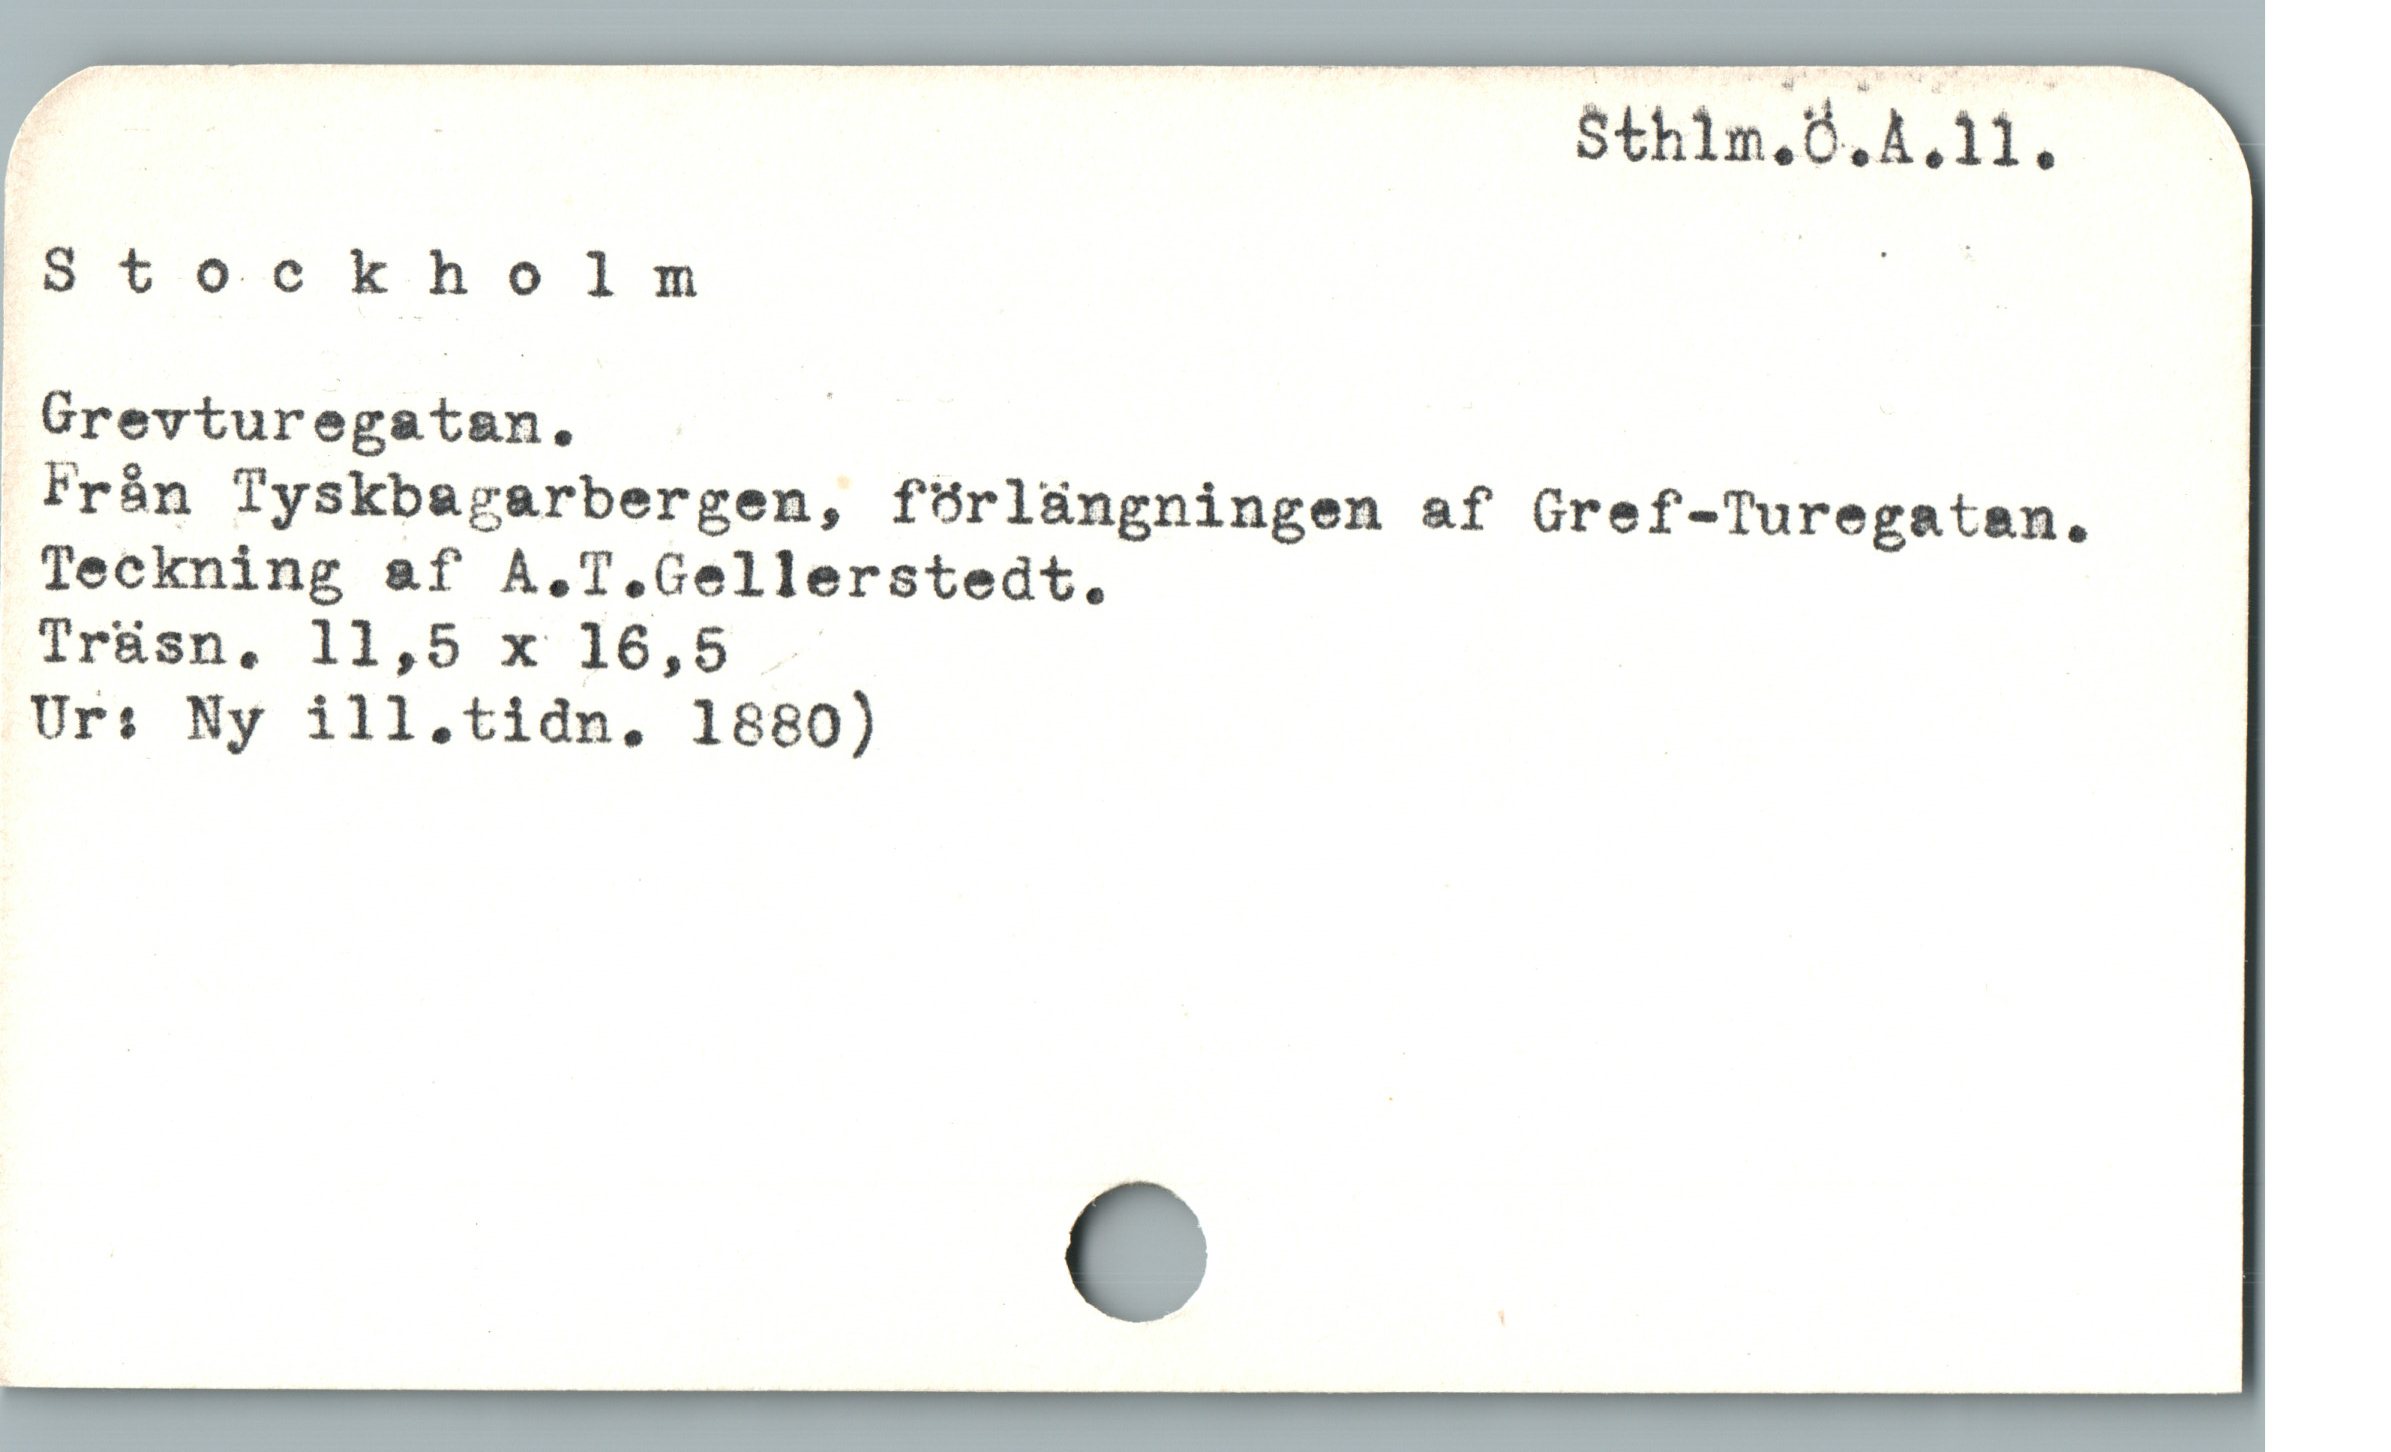 Sthlm.Ö.A.11.
S t o c k h o l m
Grevturegatan.
Från Tyskbagarbergen, förlängningen af Gref-Turegatan.
Teckning af A.T.Gellerstedt.
Träsn. 11,5 x 16,5
Ur: Ny ill.tidn. 1880)